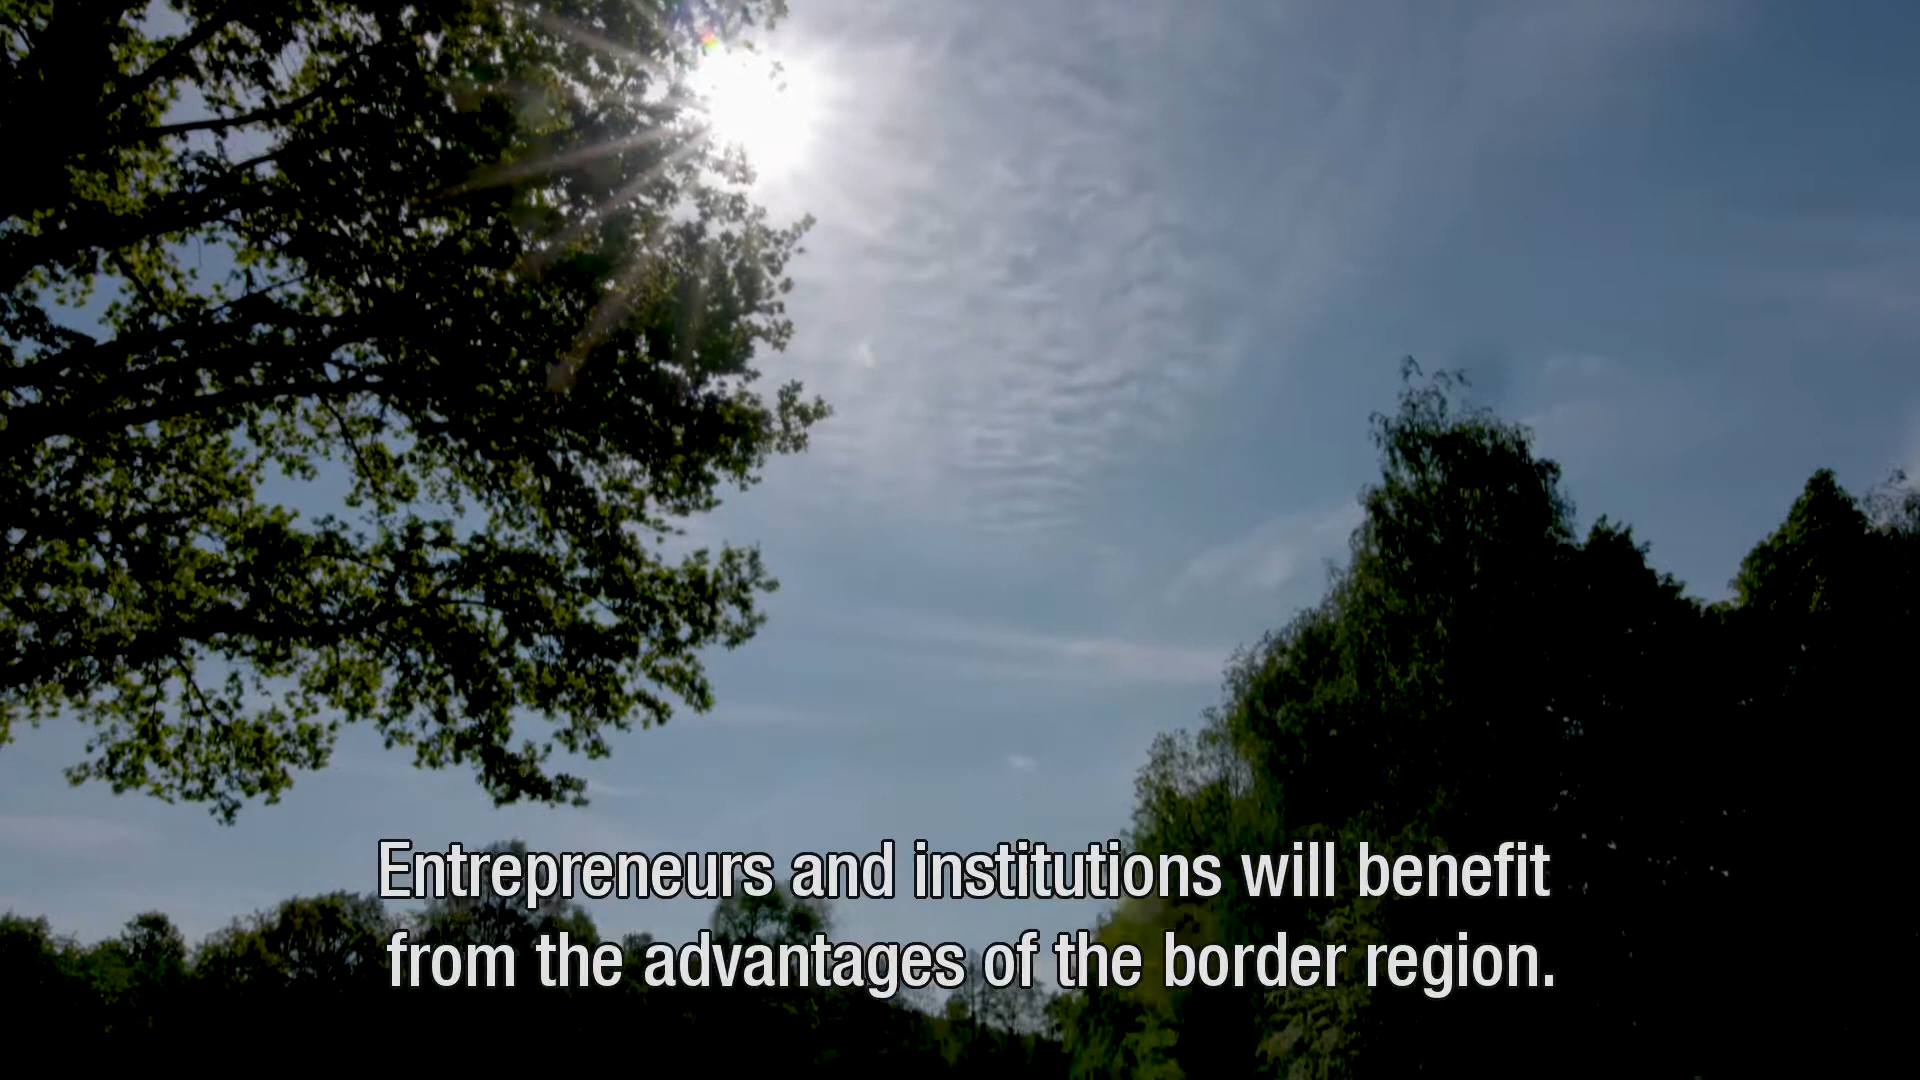 Entrepreneurs and institutions will benefit
from the advantages of the border region.